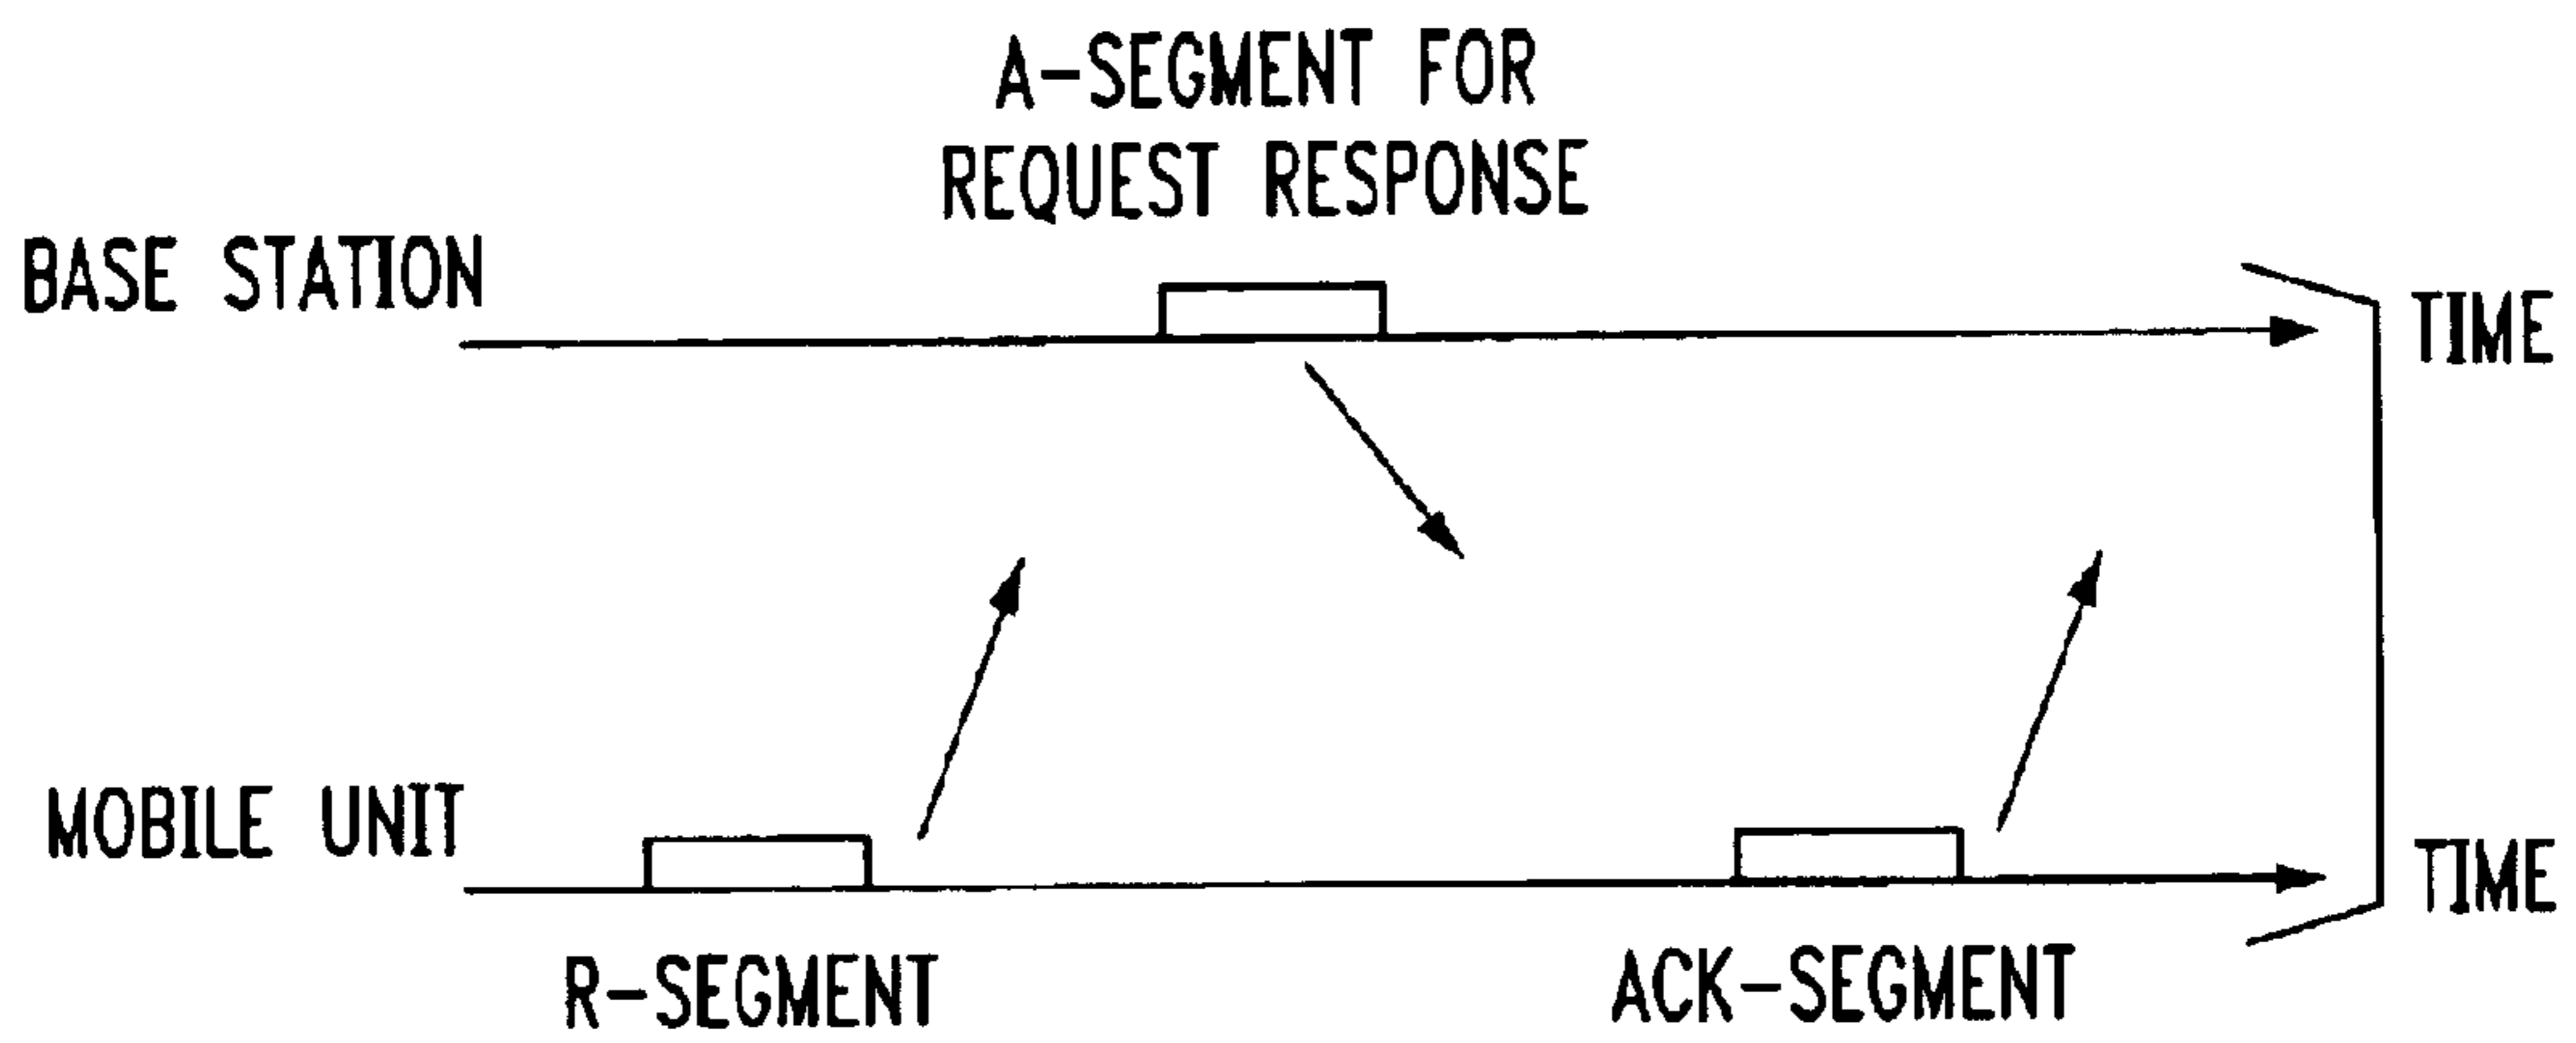 A-SEGMENT FOR
REQUEST RESPONSE
BASE STATION
TIME
MOBILE UNIT
TIME
R-SEGMENT
ACK-SEGMENT